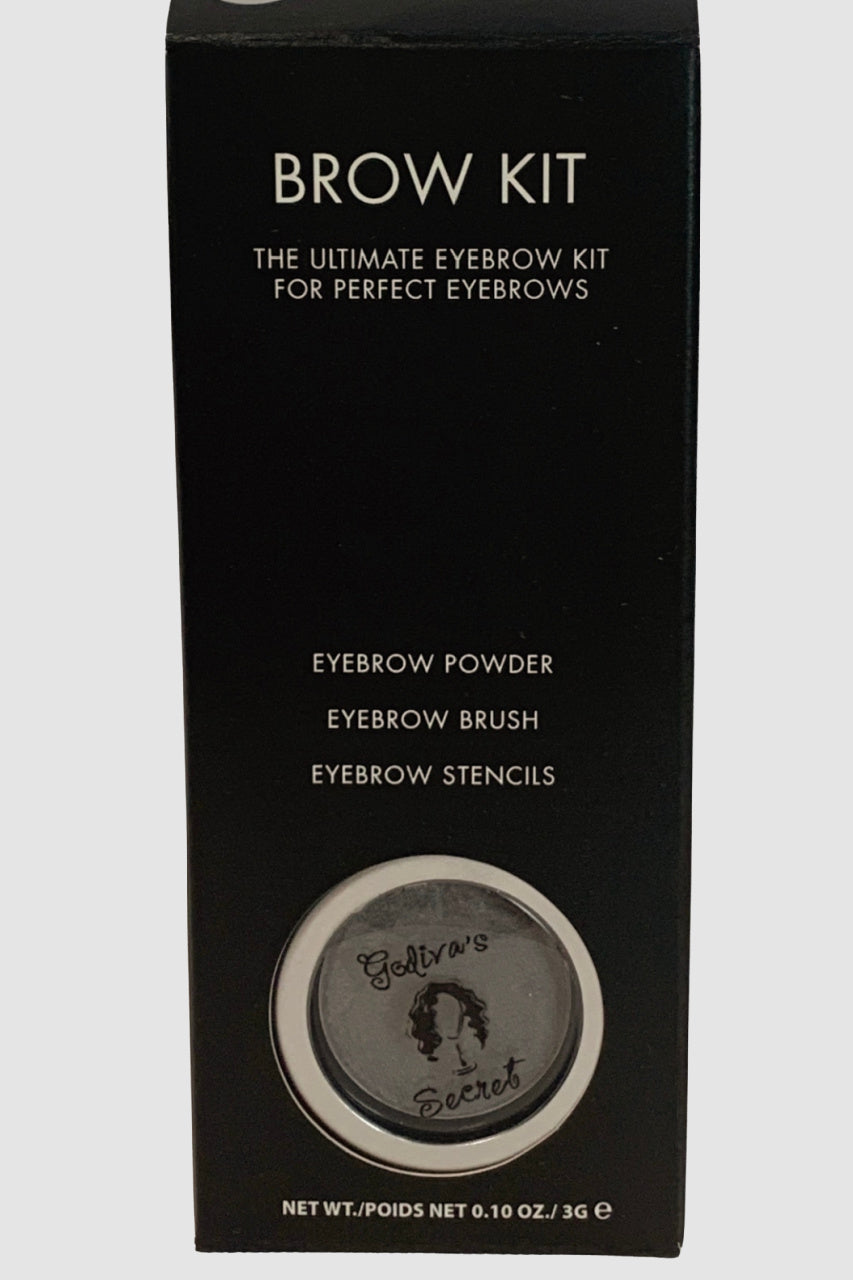 BROW KIT
THE ULTIMATE EYEBROW KIT
FOR PERFECT EYEBROWS
EYEBROW POWDER
EYEBROW BRUSH
EYEBROW STENCILS
Godiva's
Secret
NET WT./POIDS NET 0.10 OZ./ 3G ℮